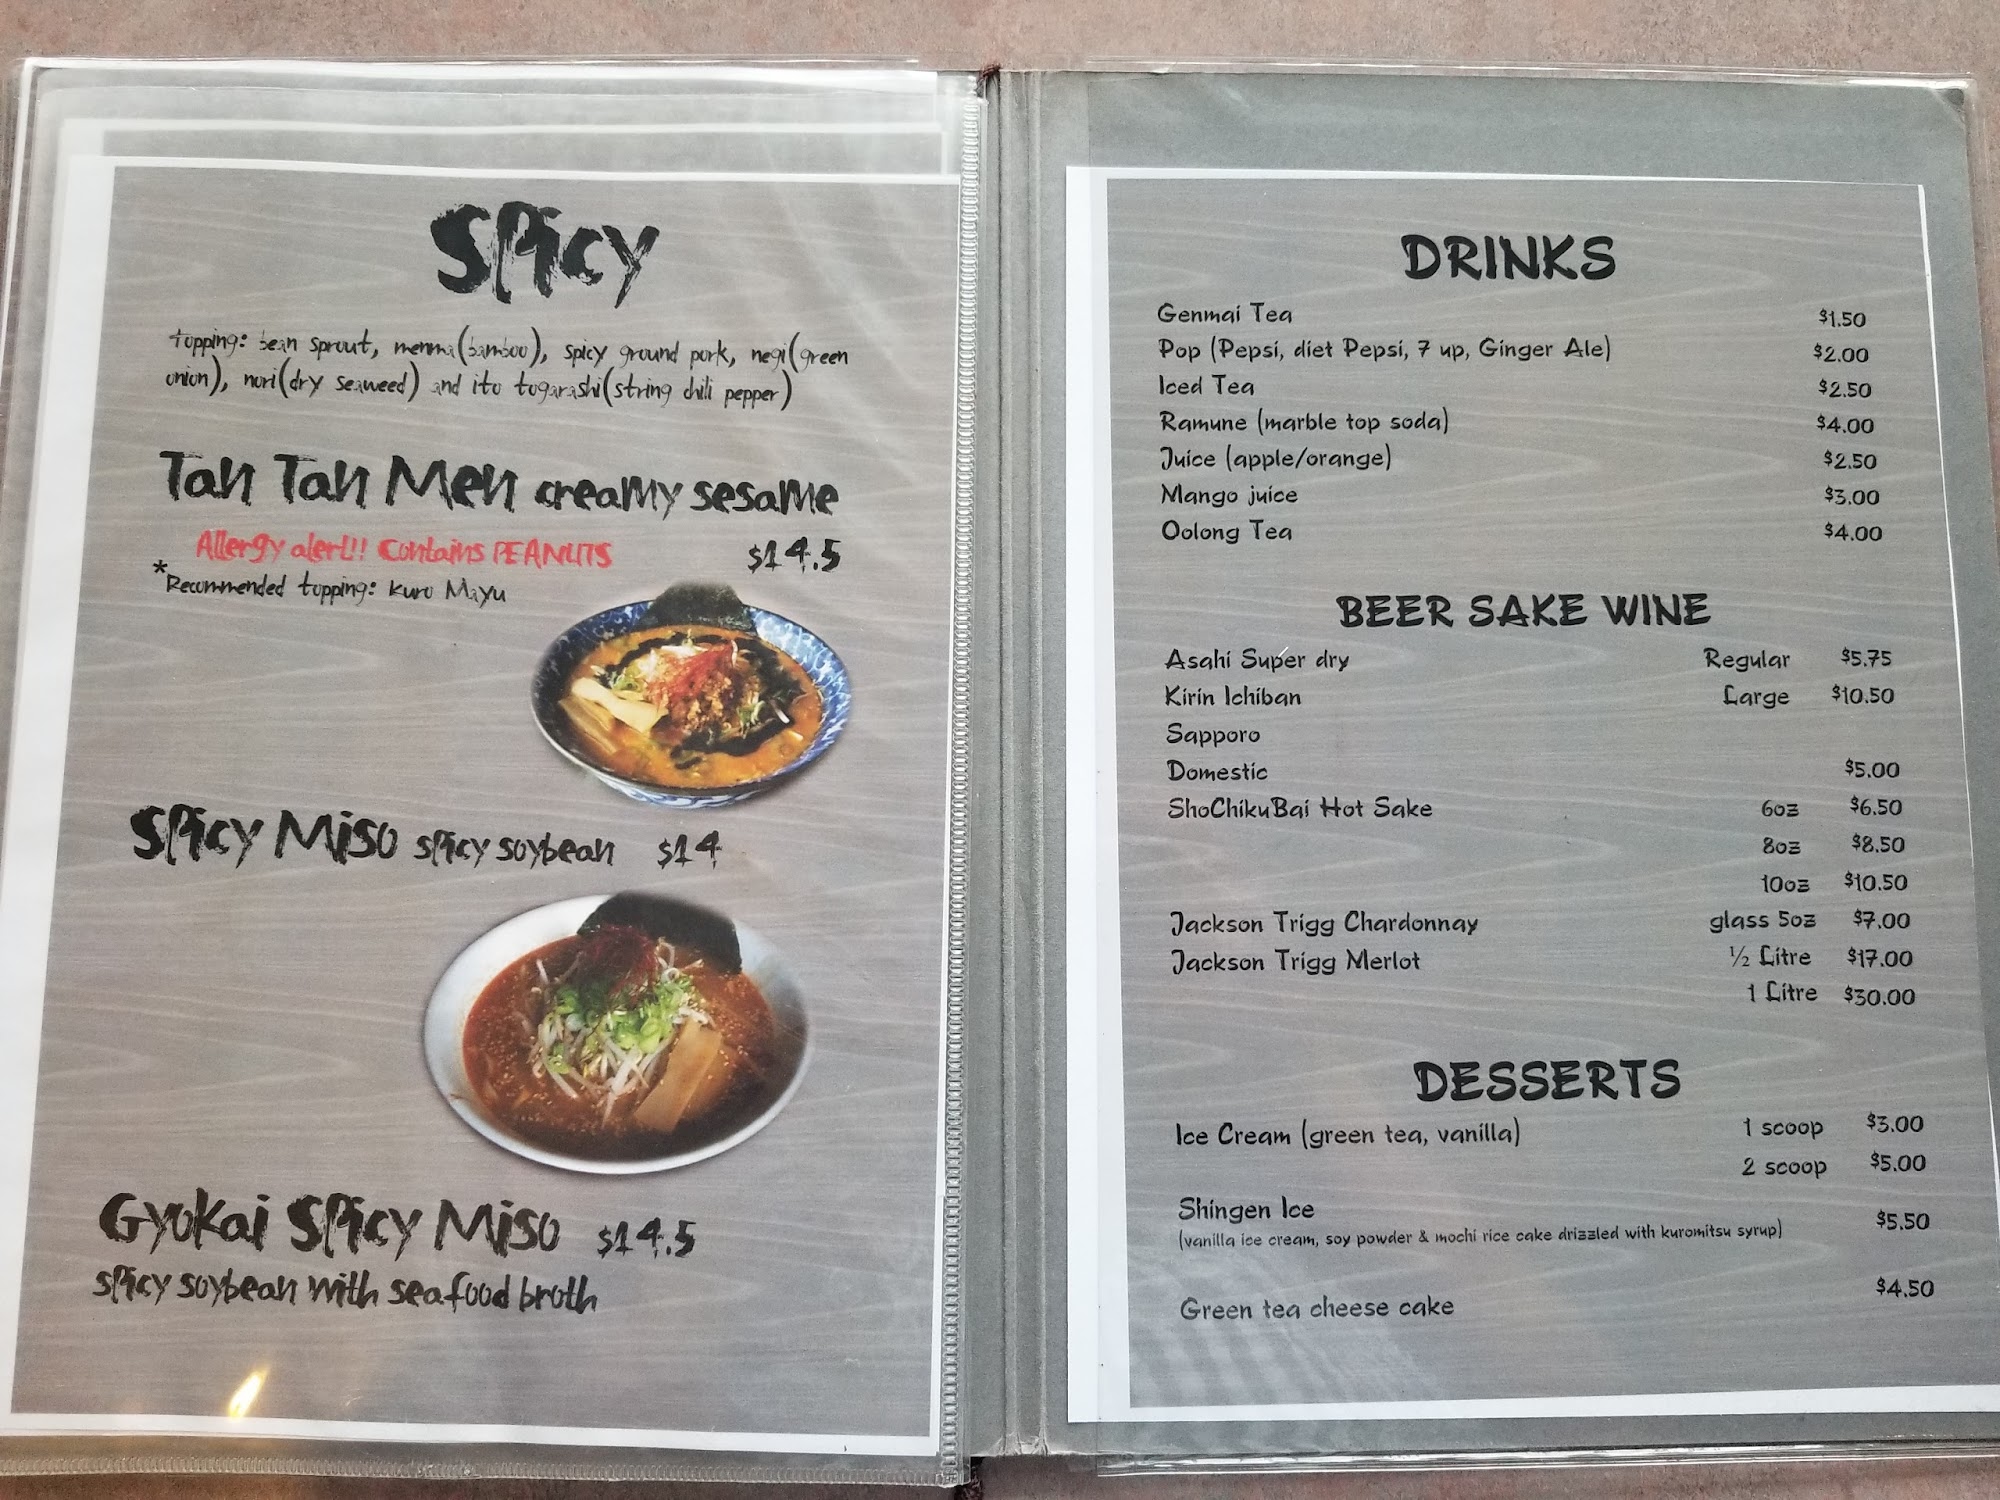 Spicy
topping: bean sprout, menma(bamboo), spicy ground pork, negi(green
onion), nori(dry seaweed) and ito togarashi(string chili pepper)
Tan Tan Men creamy sesame
Allergy alert!! Contains PEANUTS $14.5
*Recommended topping: Kuro Mayu
Spicy Miso spicy soybean $14
Gyokai Spicy Miso $14.5
spicy soybean with seafood broth
DRINKS
Genmai Tea $1.50
Pop (Pepsi, diet Pepsi, 7 up, Ginger Ale) $2.00
Iced Tea $2.50
Ramune (marble top soda) $4.00
Juice (apple/orange) $2.50
Mango juice $3.00
Oolong Tea $4.00
BEER SAKE WINE
Asahi Super dry Regular $5.75
Kirin Ichiban Large $10.50
Sapporo
Domestic $5.00
ShoChikuBai Hot Sake 6oz $6.50
8oz $8.50
10oz $10.50
Jackson Trigg Chardonnay glass 5oz $7.00
Jackson Trigg Merlot ½ Litre $17.00
1 Litre $30.00
DESSERTS
Ice Cream (green tea, vanilla) 1 scoop $3.00
2 scoop $5.00
Shingen Ice
(vanilla ice cream, soy powder & mochi rice cake drizzled with kuromitsu syrup) $5.50
Green tea cheese cake $4.50